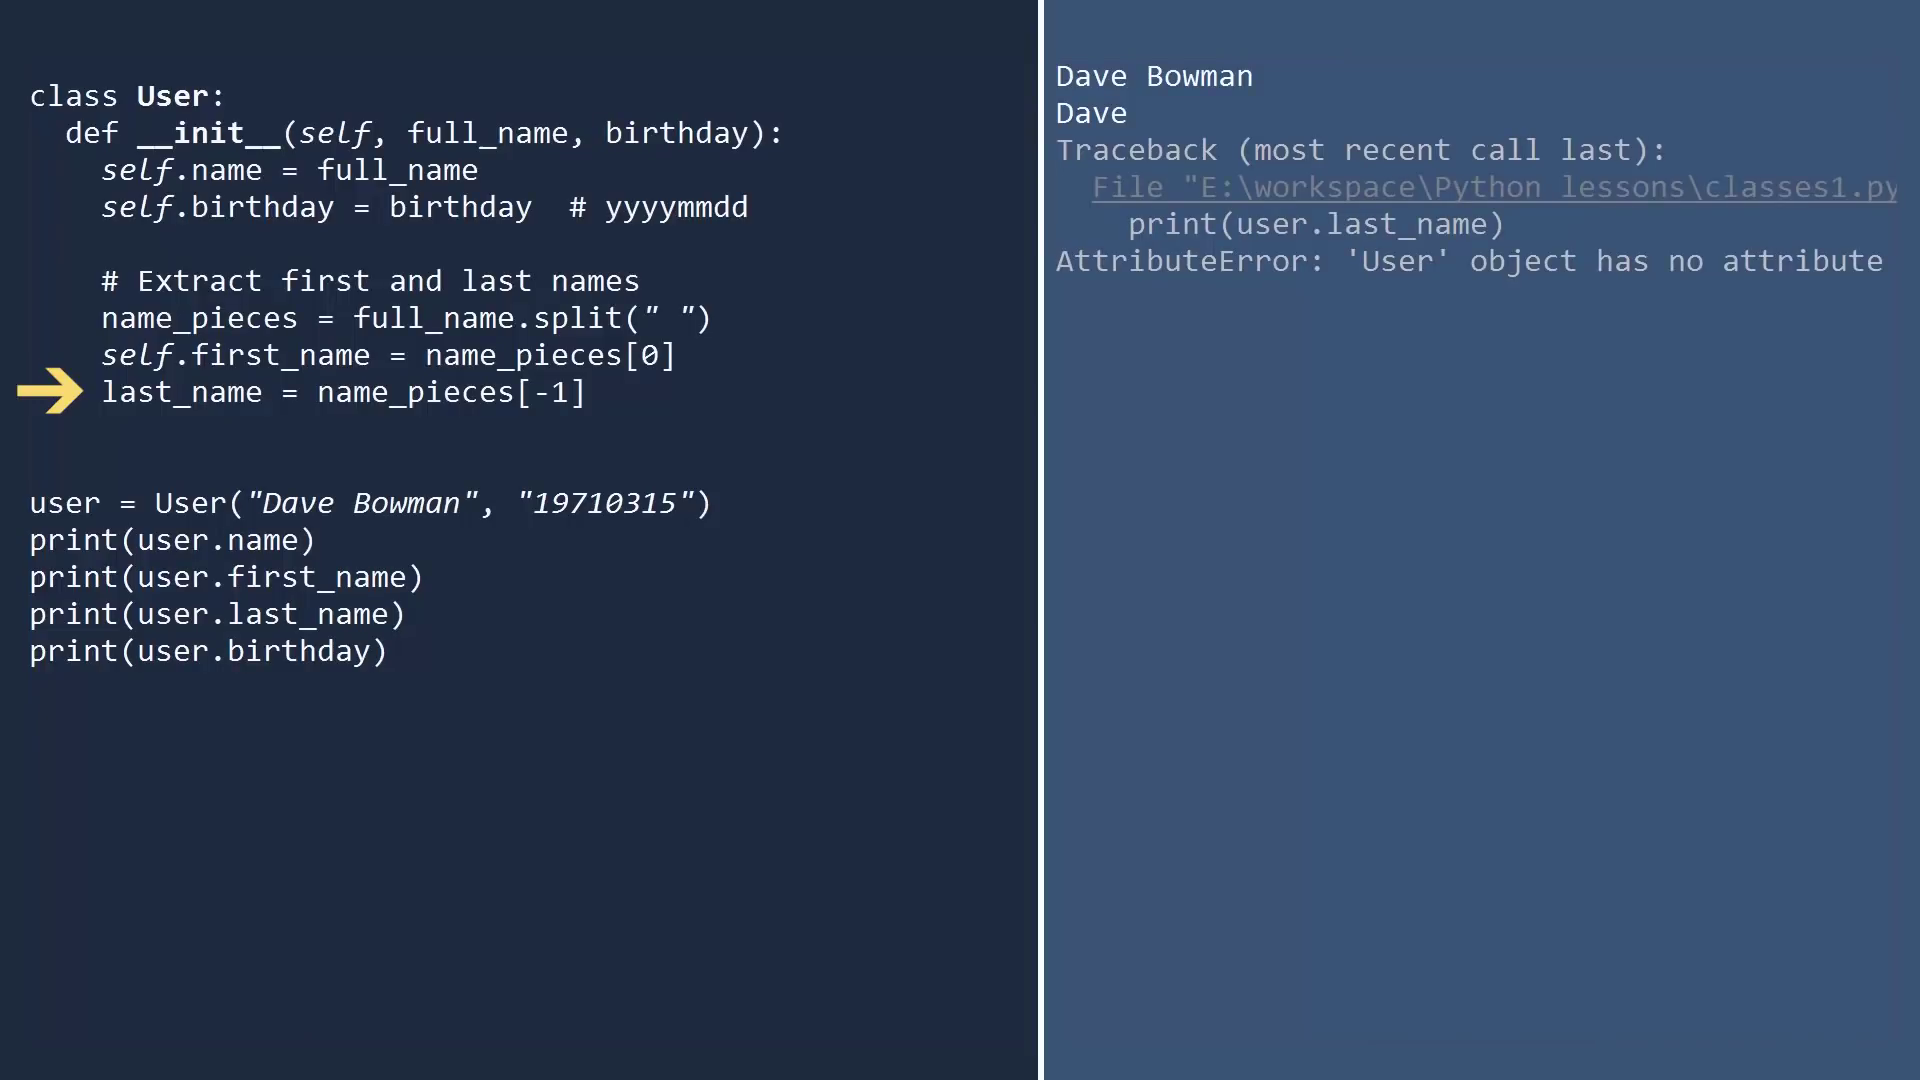 class User:
def __init__(self, full_name, birthday):
self.name = full_name
self.birthday = birthday  # yyyymmdd
# Extract first and last names
name_pieces = full_name.split(" ")
self.first_name = name_pieces[0]
last_name = name_pieces[-1]
user = User("Dave Bowman", "19710315")
print(user.name)
print(user.first_name)
print(user.last_name)
print(user.birthday)
Dave Bowman
Dave
Traceback (most recent call last):
File "E:\workspace\Python lessons\classes1.py
print(user.last_name)
AttributeError: 'User' object has no attribute